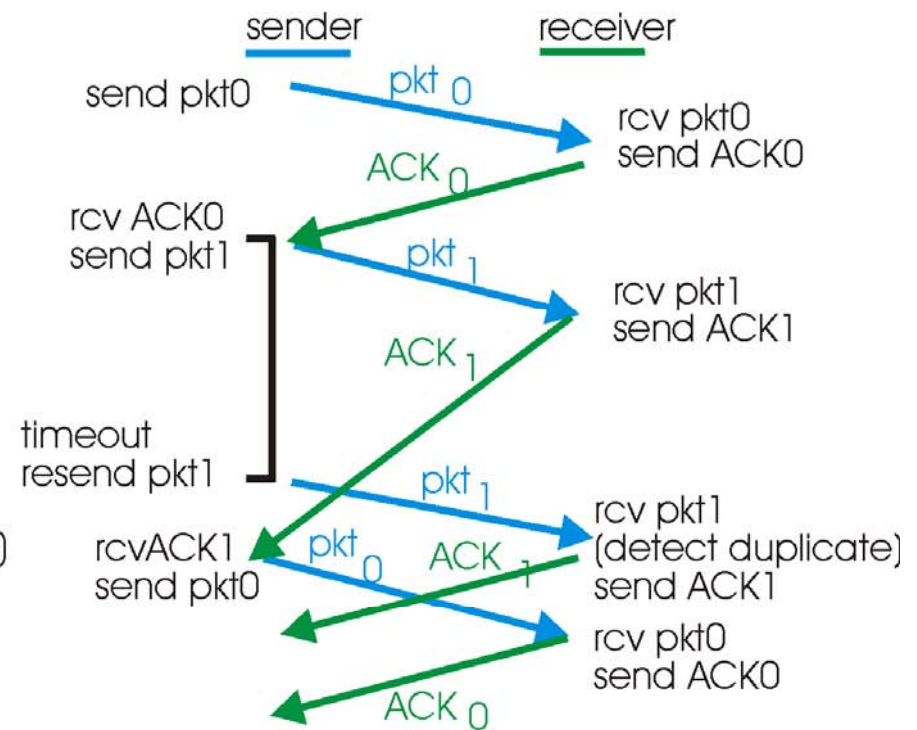 sender
receiver
send pkt0
pkt 0
rcv pkt0
send ACK0
ACK 0
rcv ACK0
send pkt1
pkt 1
rcv pkt1
send ACK1
ACK 1
timeout
resend pkt1
pkt 1
rcv pkt1
(detect duplicate)
send ACK1
)
rcvACK1
send pkt0
pkt 0
ACK 1
rcv pkt0
send ACK0
ACK 0